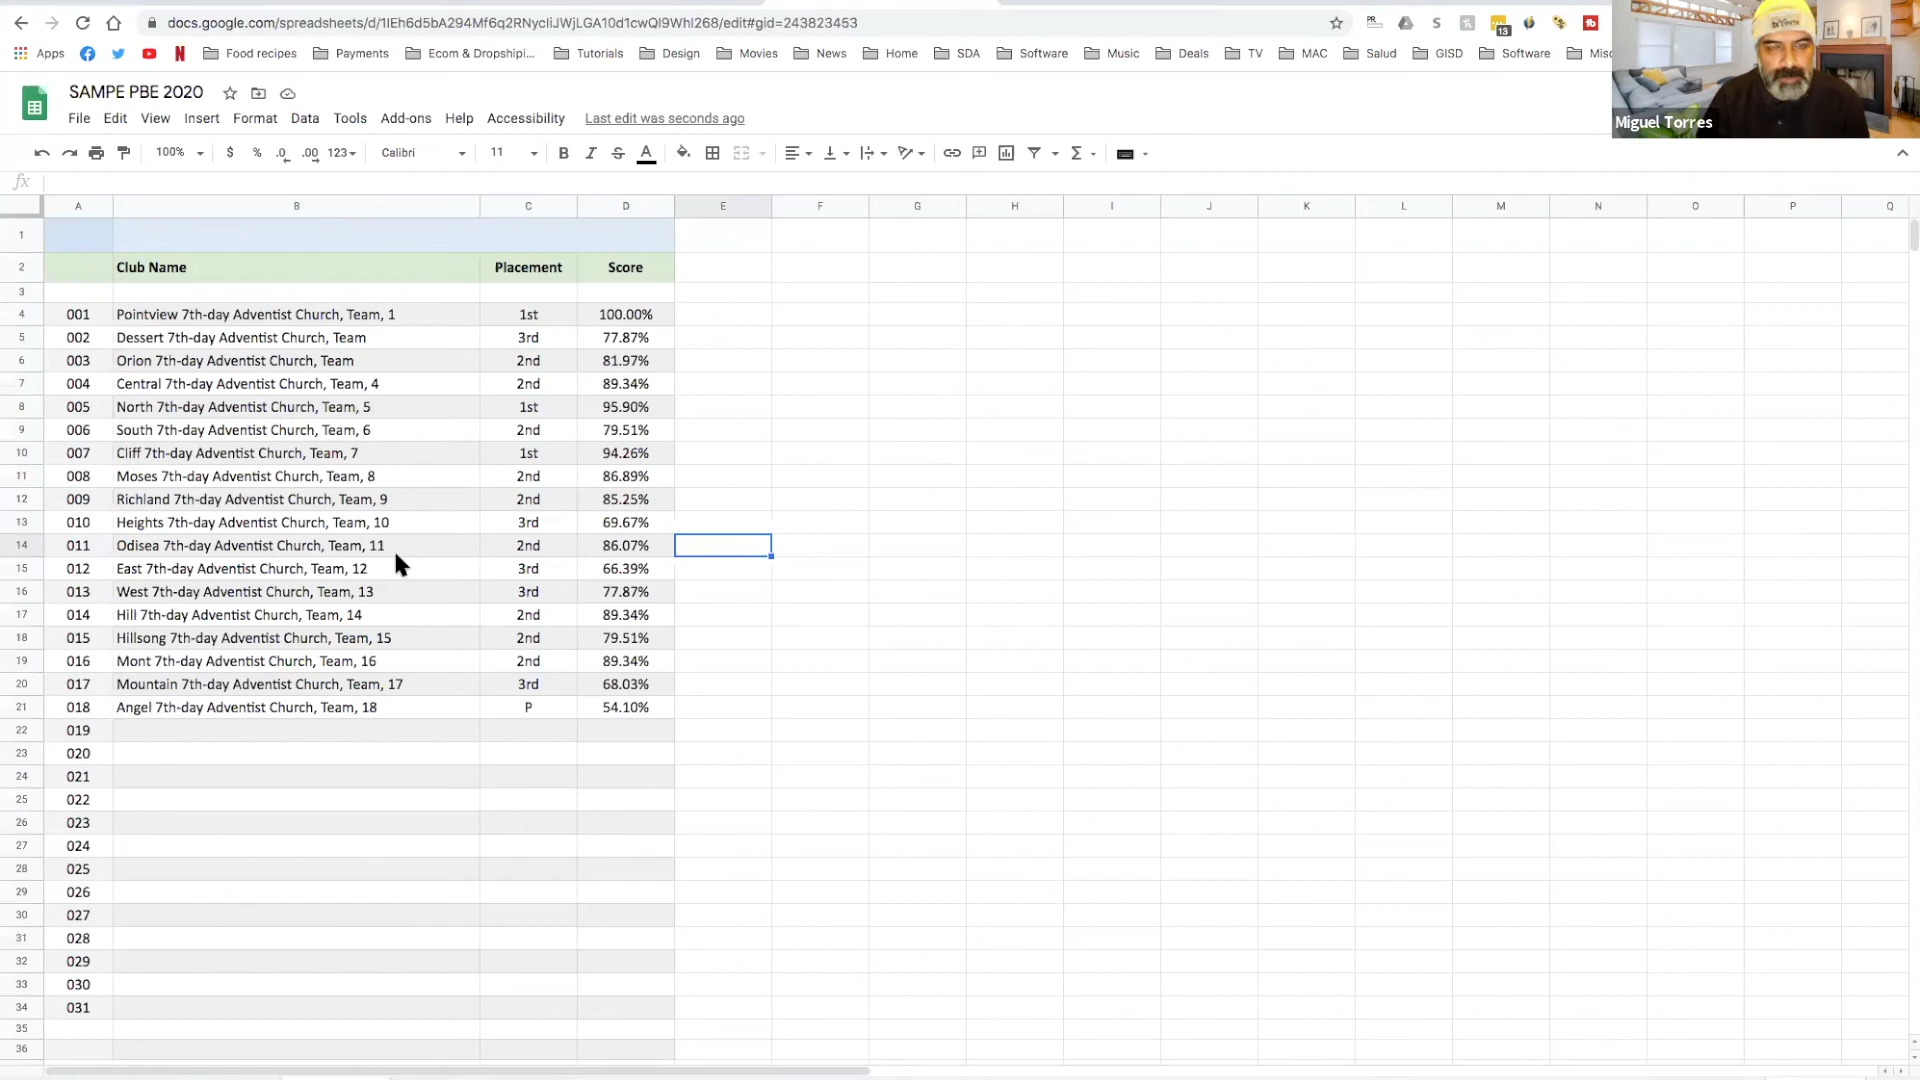 docs.google.com/spreadsheets/d/1IEh6d5bA294Mf6q2RNycIiJWjLGA10d1cwQl9Whl268/edit#gid=243823453
PR
13
Apps Food recipes Payments Ecom & Dropshipi... Tutorials Design Movies News Home SDA Software Music Deals TV MAC Salud GISD Software Misc
SAMPE PBE 2020
File Edit View Insert Format Data Tools Add-ons Help Accessibility Last edit was seconds ago
Miguel Torres
100% $ % .0 .00 123 Calibri 11 B I S A Σ
fx
A B C D E F G H I J K L M N O P Q
1
2 Club Name Placement Score
3
4 001 Pointview 7th-day Adventist Church, Team, 1 1st 100.00%
5 002 Dessert 7th-day Adventist Church, Team 3rd 77.87%
6 003 Orion 7th-day Adventist Church, Team 2nd 81.97%
7 004 Central 7th-day Adventist Church, Team, 4 2nd 89.34%
8 005 North 7th-day Adventist Church, Team, 5 1st 95.90%
9 006 South 7th-day Adventist Church, Team, 6 2nd 79.51%
10 007 Cliff 7th-day Adventist Church, Team, 7 1st 94.26%
11 008 Moses 7th-day Adventist Church, Team, 8 2nd 86.89%
12 009 Richland 7th-day Adventist Church, Team, 9 2nd 85.25%
13 010 Heights 7th-day Adventist Church, Team, 10 3rd 69.67%
14 011 Odisea 7th-day Adventist Church, Team, 11 2nd 86.07%
15 012 East 7th-day Adventist Church, Team, 12 3rd 66.39%
16 013 West 7th-day Adventist Church, Team, 13 3rd 77.87%
17 014 Hill 7th-day Adventist Church, Team, 14 2nd 89.34%
18 015 Hillsong 7th-day Adventist Church, Team, 15 2nd 79.51%
19 016 Mont 7th-day Adventist Church, Team, 16 2nd 89.34%
20 017 Mountain 7th-day Adventist Church, Team, 17 3rd 68.03%
21 018 Angel 7th-day Adventist Church, Team, 18 P 54.10%
22 019
23 020
24 021
25 022
26 023
27 024
28 025
29 026
30 027
31 028
32 029
33 030
34 031
35
36